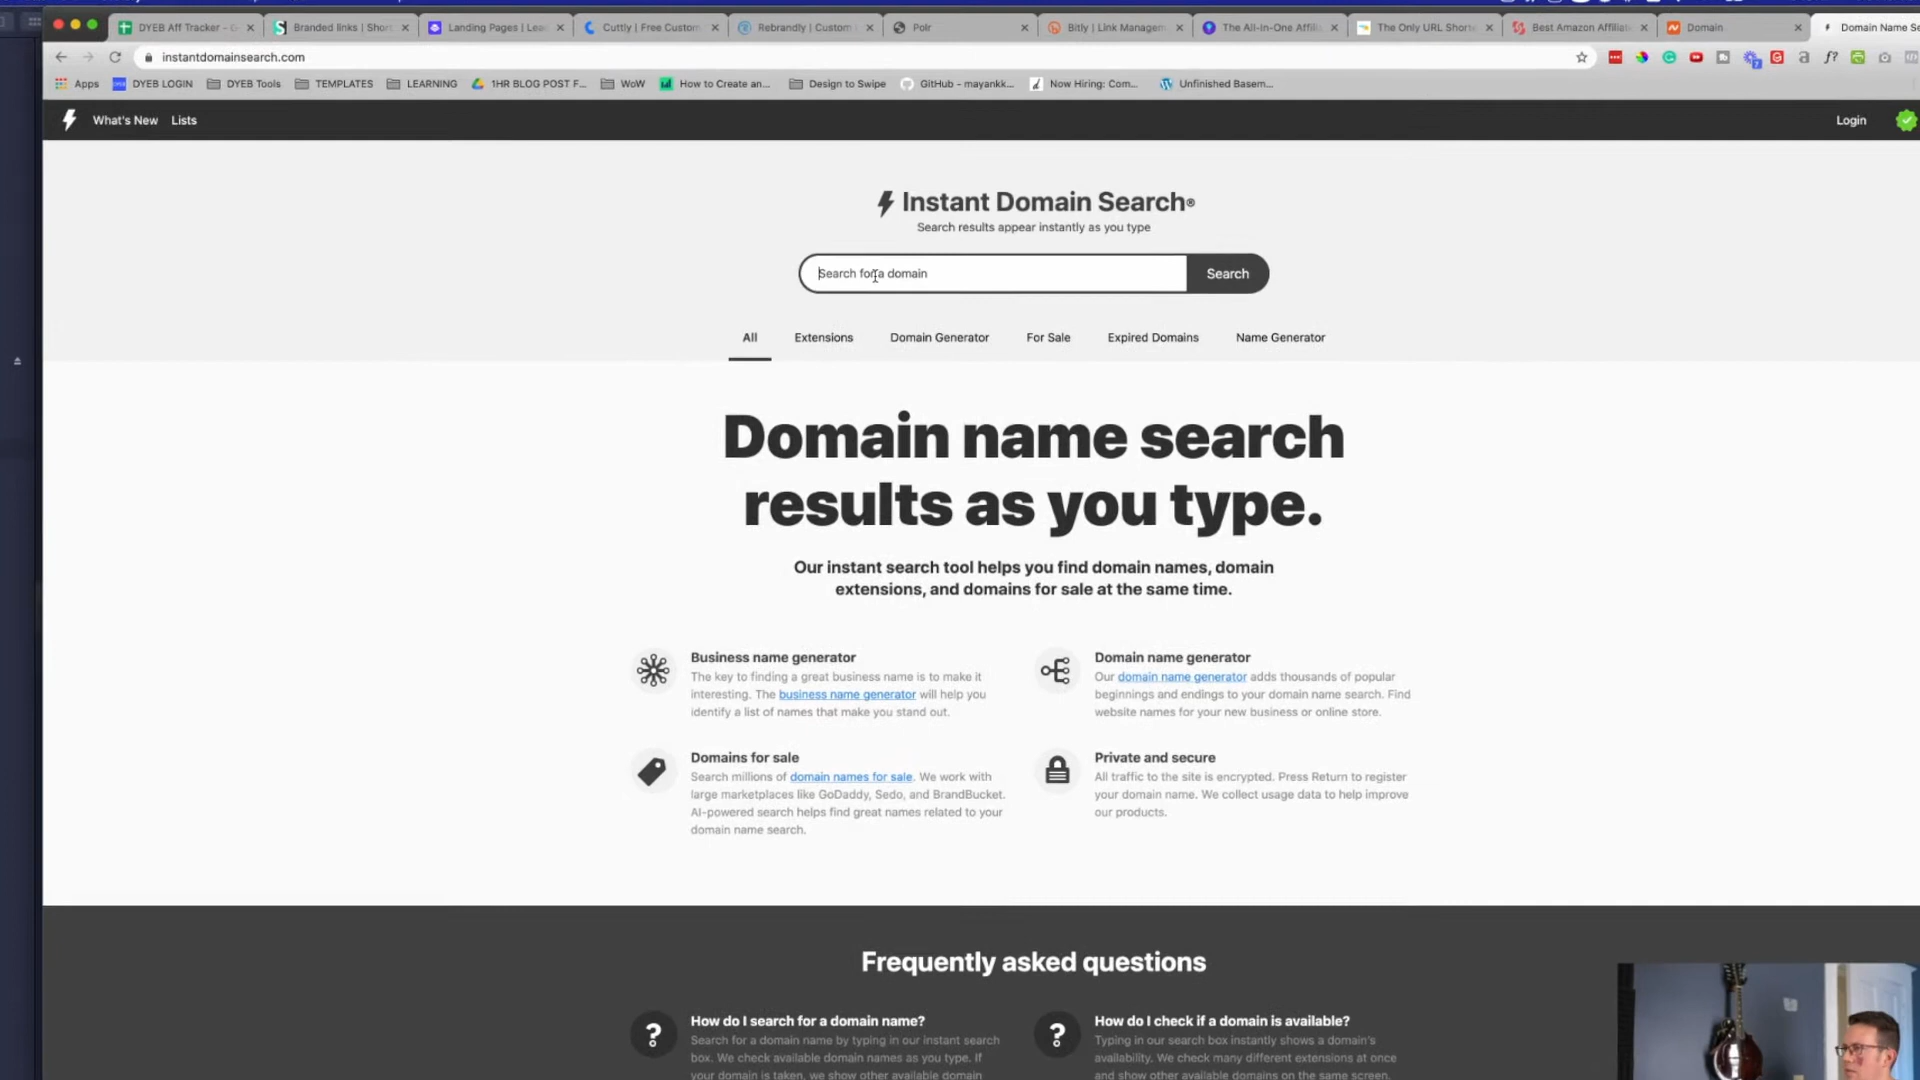 DYEB Aff Tracker - G
Branded links | Short
Landing Pages | Lea
Cuttly | Free Custom
Rebrandly | Custom
Polr
Bitly | Link Managem
The All-In-One Affili
The Only URL Shorte
Best Amazon Affiliat
Domain
Domain Name Se
instantdomainsearch.com
Apps
DYEB LOGIN
DYEB Tools
TEMPLATES
LEARNING
1HR BLOG POST F...
WoW
How to Create an...
Design to Swipe
GitHub - mayankk...
Now Hiring: Com...
Unfinished Basem...
What's New
Lists
Login
Instant Domain Search®
Search results appear instantly as you type
Search for a domain
Search
All
Extensions
Domain Generator
For Sale
Expired Domains
Name Generator
Domain name search
results as you type.
Our instant search tool helps you find domain names, domain
extensions, and domains for sale at the same time.
Business name generator
The key to finding a great business name is to make it
interesting. The business name generator will help you
identify a list of names that make you stand out.
Domain name generator
Our domain name generator adds thousands of popular
beginnings and endings to your domain name search. Find
website names for your new business or online store.
Domains for sale
Search millions of domain names for sale. We work with
large marketplaces like GoDaddy, Sedo, and BrandBucket.
AI-powered search helps find great names related to your
domain name search.
Private and secure
All traffic to the site is encrypted. Press Return to register
your domain name. We collect usage data to help improve
our products.
Frequently asked questions
How do I search for a domain name?
Search for a domain name by typing in our instant search
box. We check available domain names as you type. If
your domain is taken, we show other available domain
How do I check if a domain is available?
Typing in our search box instantly shows a domain's
availability. We check many different extensions at once
and show other available domains on the same screen.